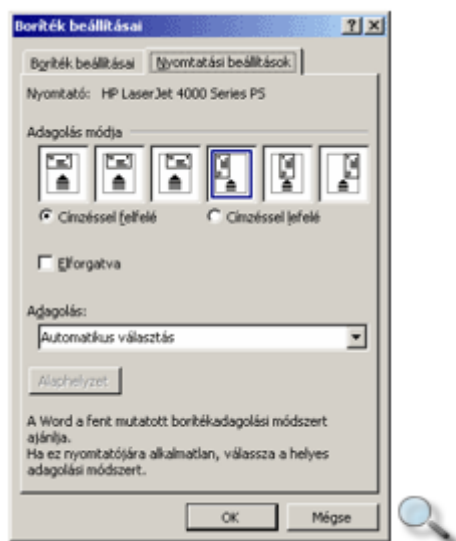 Boríték beállításai
Boríték beállításai
Nyomtatási beállítások
Nyomtató: HP LaserJet 4000 Series PS
Adagolás módja
Címzéssel felfelé
Címzéssel lefelé
Elforgatva
Adagolás:
Automatikus választás
Alaphelyzet
A Word a fent mutatott borítékadagolási módszert
ajánlja.
Ha ez nyomtatójára alkalmatlan, válassza a helyes
adagolási módszert.
OK
Mégse